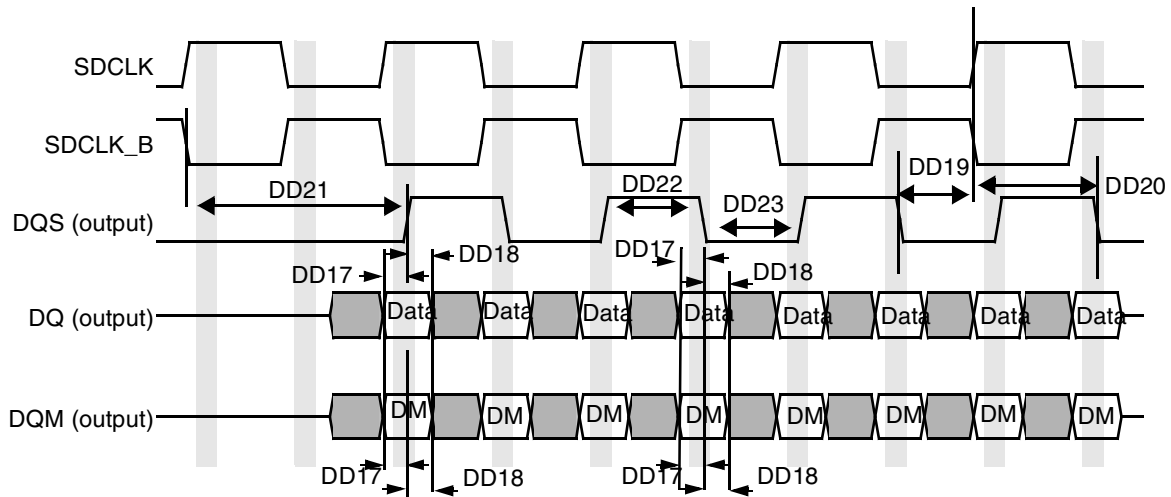 SDCLK
SDCLK_B
DD21
DD22
DD23
DD19
DD20
DQS (output)
DD17
DD18
DD17
DD18
DQ (output)
Data
Data
Data
Data
Data
Data
Data
Data
DQM (output)
DM
DM
DM
DM
DM
DM
DM
DM
DD17
DD18
DD17
DD18